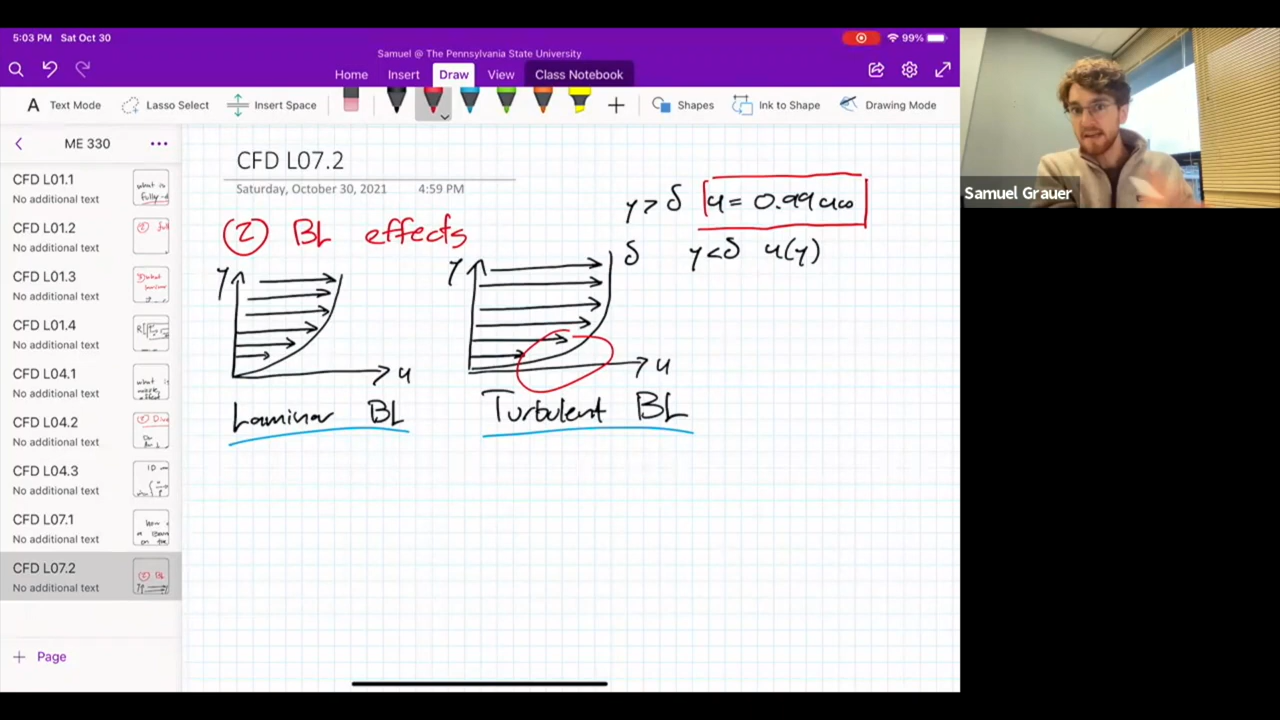 5:03 PM Sat Oct 30
99%
Samuel @ The Pennsylvania State University
Home Insert Draw View Class Notebook
A Text Mode Lasso Select Insert Space Shapes Ink to Shape Drawing Mode
ME 330
CFD L01.1
No additional text
CFD L01.2
No additional text
CFD L01.3
No additional text
CFD L01.4
No additional text
CFD L04.1
No additional text
CFD L04.2
No additional text
CFD L04.3
No additional text
CFD L07.1
No additional text
CFD L07.2
No additional text
+ Page
CFD L07.2
Saturday, October 30, 2021 4:59 PM
y > δ u = 0.99 u∞
② BL effects
δ y < δ u(y)
y
u
Laminar BL
y
u
Turbulent BL
Samuel Grauer